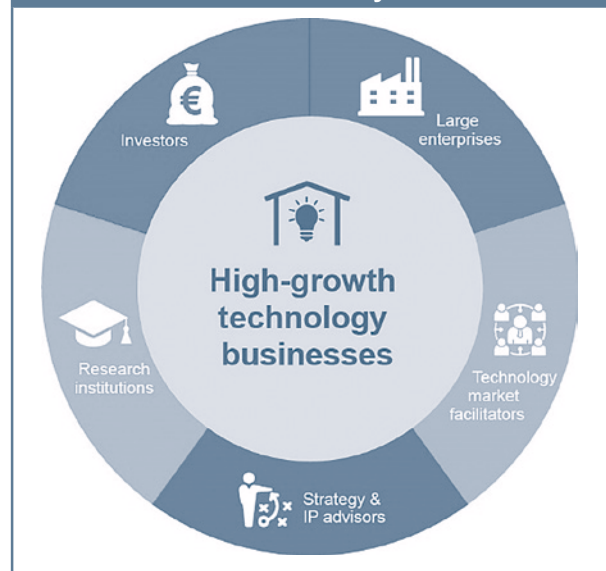 €
Investors
Large
enterprises
High-growth
technology
businesses
Research
institutions
Technology
market
facilitators
Strategy &
IP advisors